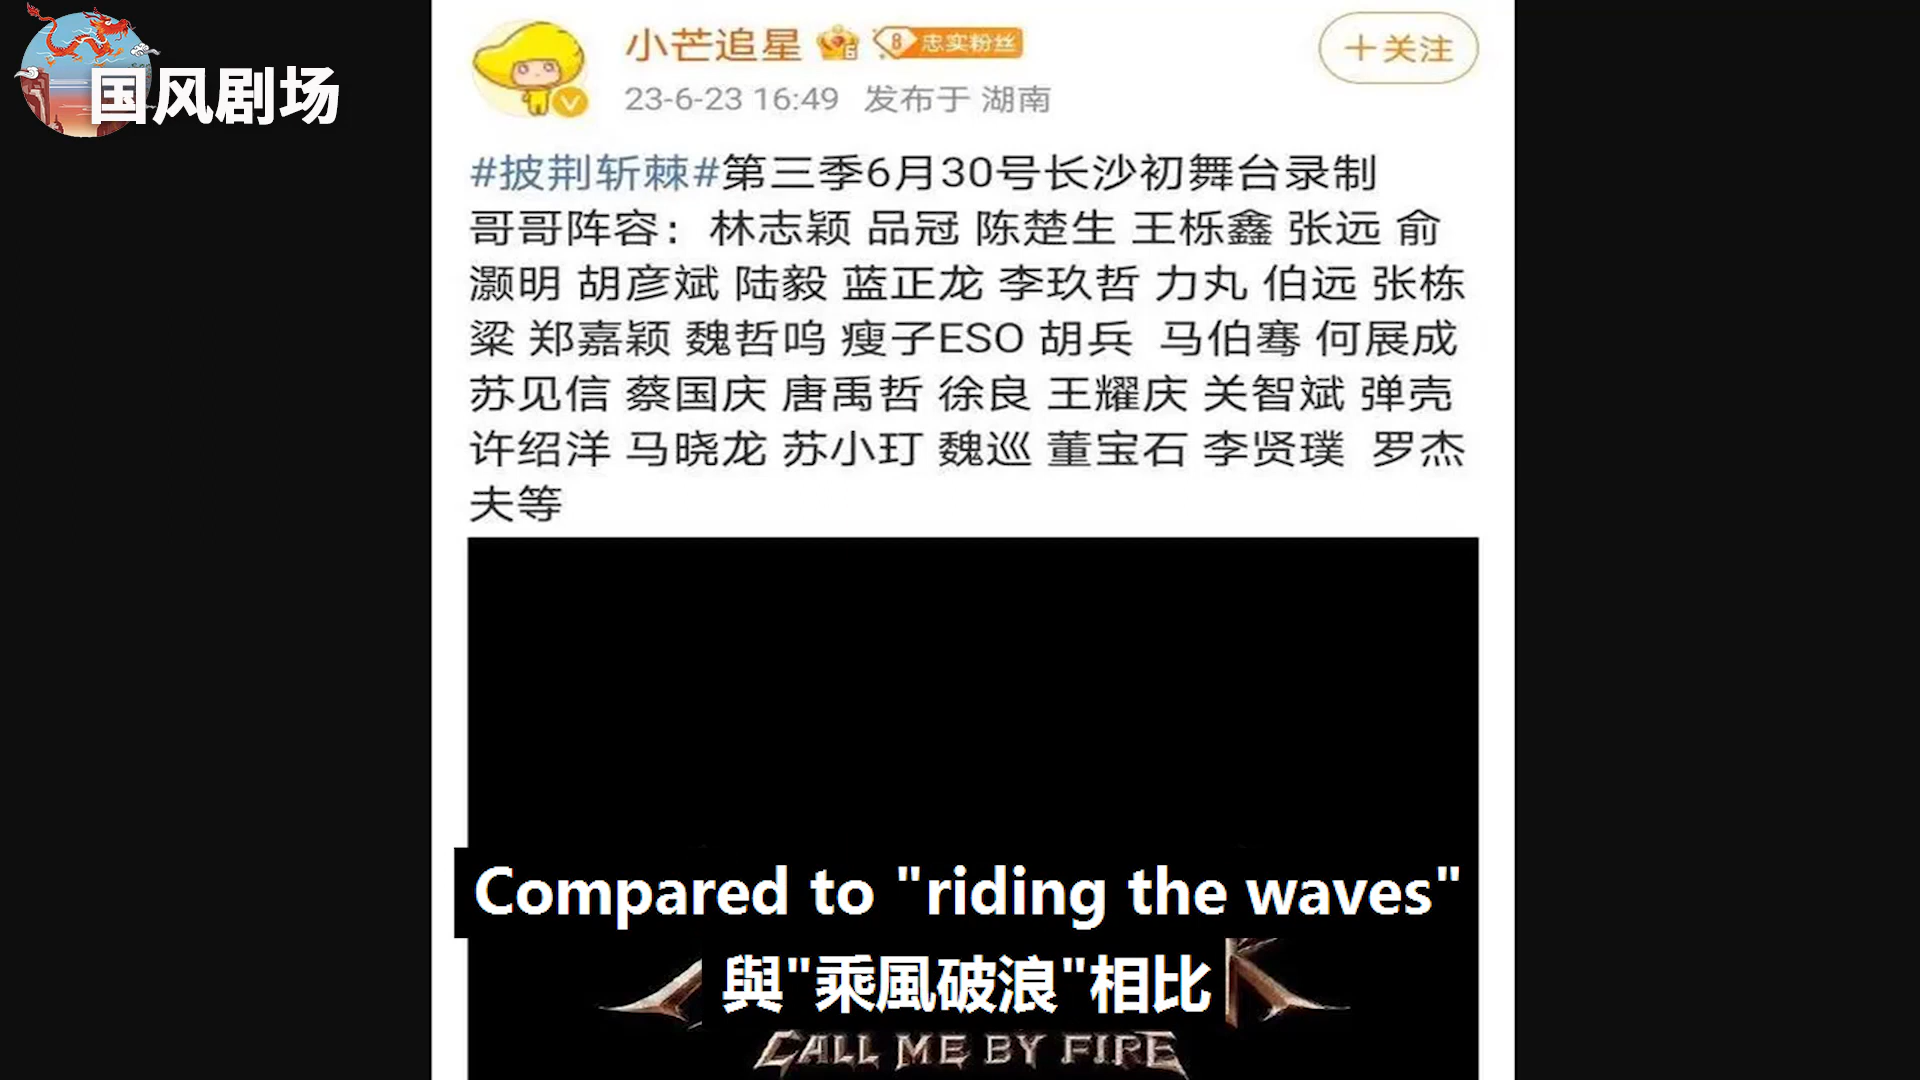 国风剧场
小芒追星 6 8 忠实粉丝
+关注
23-6-23 16:49 发布于 湖南
#披荆斩棘#第三季6月30号长沙初舞台录制
哥哥阵容：林志颖 品冠 陈楚生 王栎鑫 张远 俞
灏明 胡彦斌 陆毅 蓝正龙 李玖哲 力丸 伯远 张栋
梁 郑嘉颖 魏哲鸣 瘦子ESO 胡兵 马伯骞 何展成
苏见信 蔡国庆 唐禹哲 徐良 王耀庆 关智斌 弹壳
许绍洋 马晓龙 苏小玎 魏巡 董宝石 李贤璞 罗杰
夫等
Compared to "riding the waves"
與"乘風破浪"相比
CALL ME BY FIRE